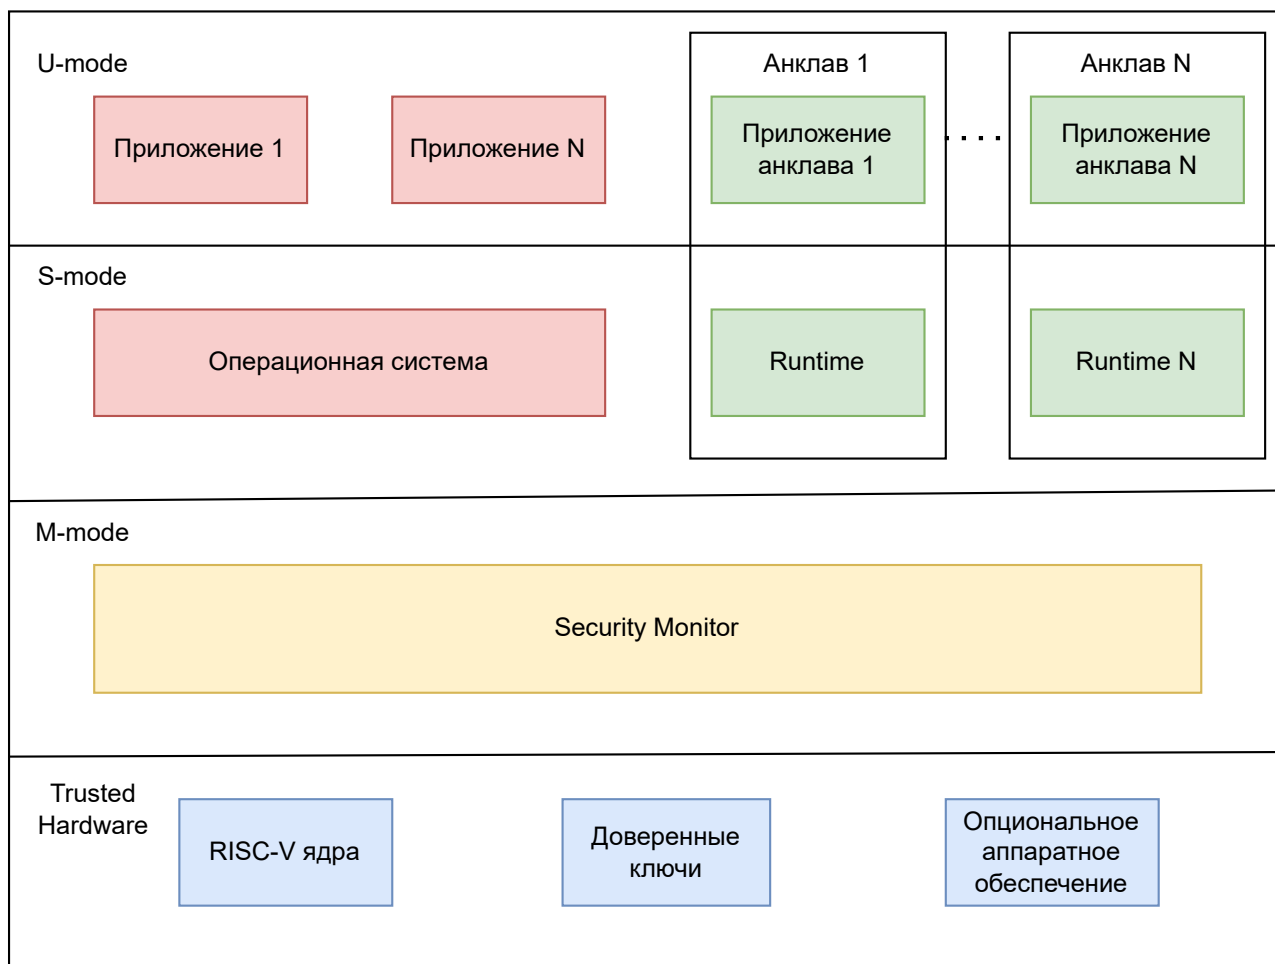 U-mode
Анклав 1
Анклав N
Приложение 1
Приложение N
Приложение
анклава 1
Приложение
анклава N
S-mode
Операционная система
Runtime
Runtime N
M-mode
Security Monitor
Trusted
Hardware
RISC-V ядра
Доверенные
ключи
Опциональное
аппаратное
обеспечение